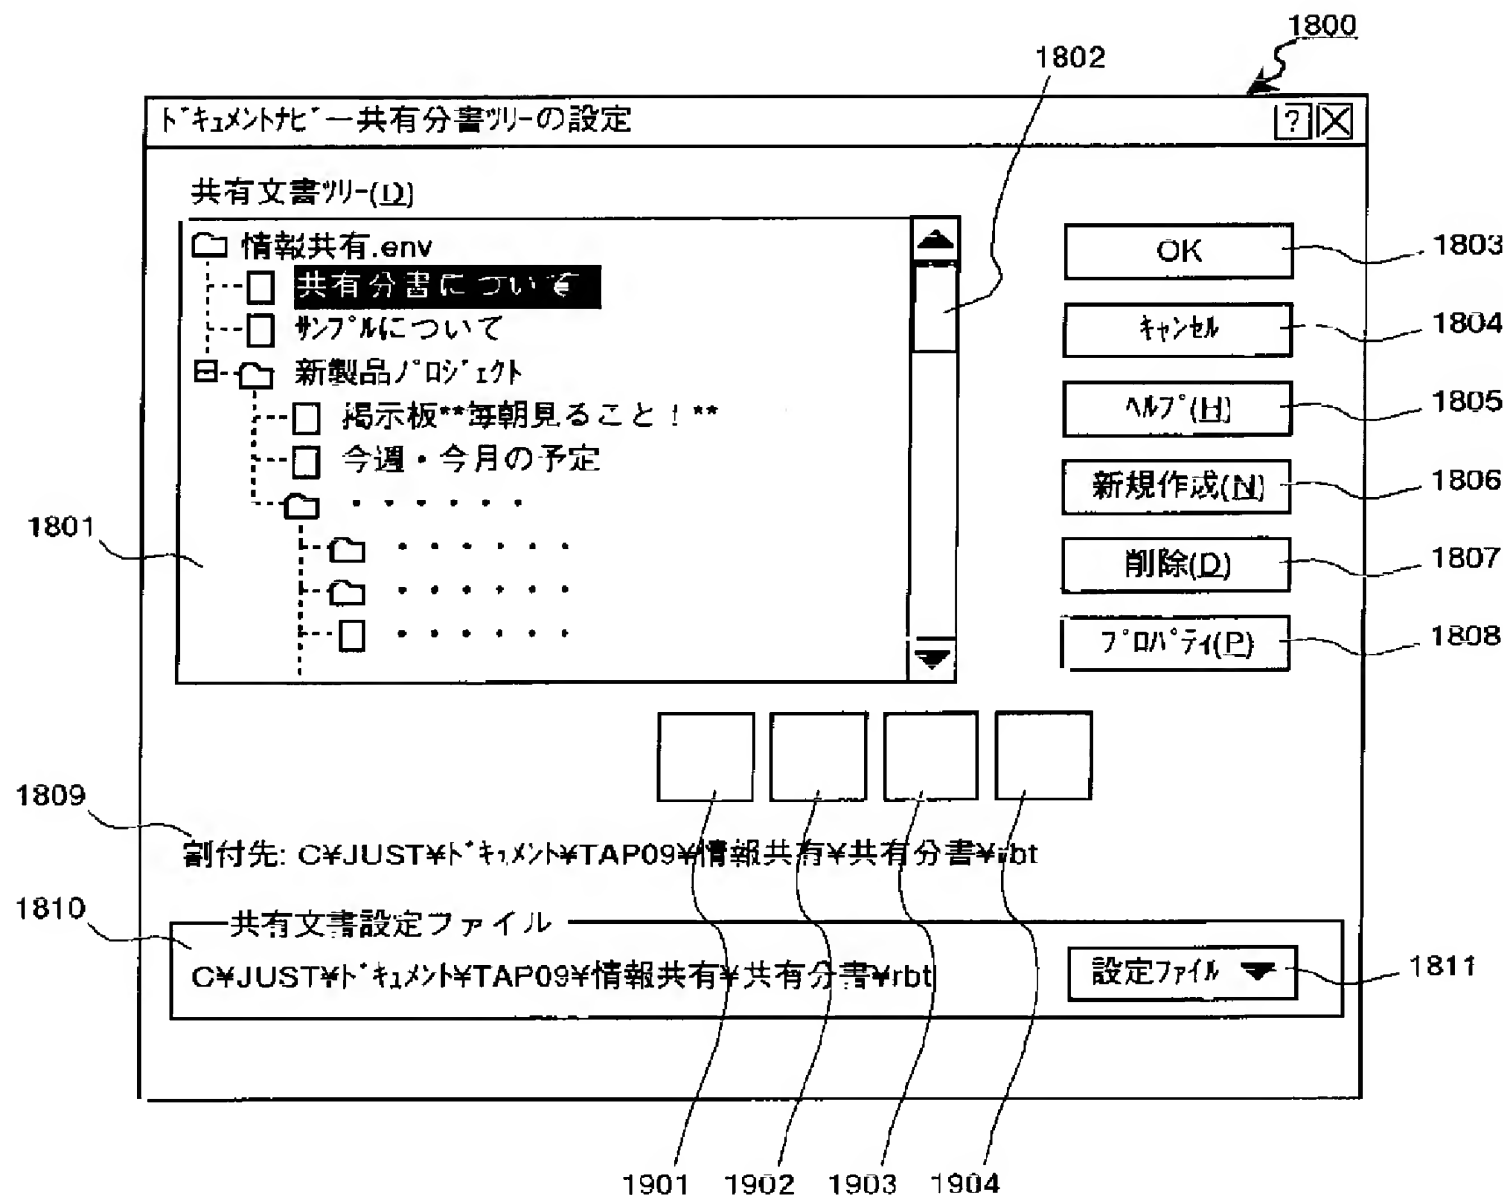 1800
1802
ﾄﾞｷｭﾒﾝﾄﾅﾋﾞー共有分書ﾂﾘｰの設定 ?
共有文書ﾂﾘｰ(D)
情報共有.env
共有分書について
ｻﾝﾌﾟﾙについて
新製品ﾌﾟﾛｼﾞｪｸﾄ
掲示板**毎朝見ること！**
今週・今月の予定
・・・・・・
・・・・・・
・・・・・・
・・・・・・
1801
OK 1803
ｷｬﾝｾﾙ 1804
ﾍﾙﾌﾟ(H) 1805
新規作成(N) 1806
削除(D) 1807
ﾌﾟﾛﾊﾟﾃｨ(P) 1808
1809
割付先: C¥JUST¥ﾄﾞｷｭﾒﾝﾄ¥TAP09¥情報共有¥共有分書¥rbt
1810
共有文書設定ファイル
C¥JUST¥ﾄﾞｷｭﾒﾝﾄ¥TAP09¥情報共有¥共有分書¥rbt
設定ﾌｧｲﾙ 1811
1901 1902 1903 1904